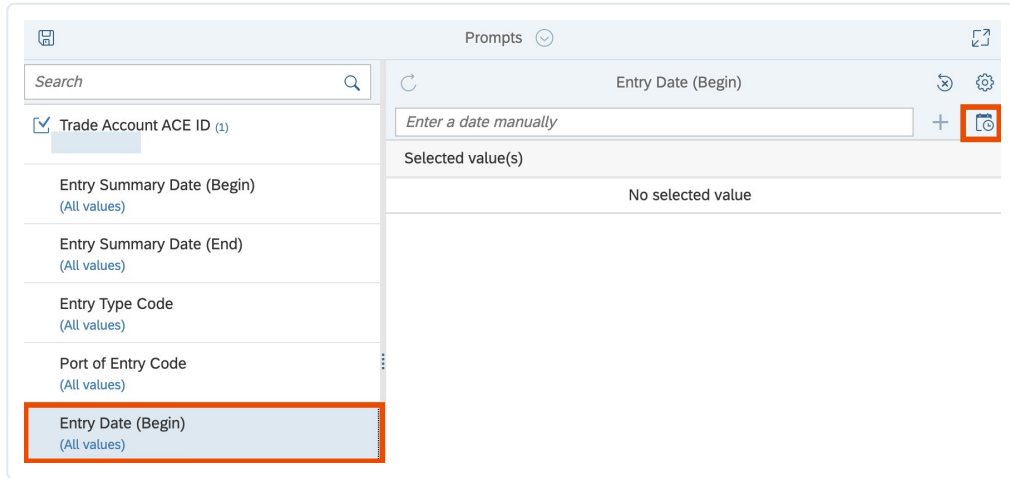 Prompts
Search
Entry Date (Begin)
Trade Account ACE ID (1)
Enter a date manually
Selected value(s)
No selected value
Entry Summary Date (Begin)
(All values)
Entry Summary Date (End)
(All values)
Entry Type Code
(All values)
Port of Entry Code
(All values)
Entry Date (Begin)
(All values)